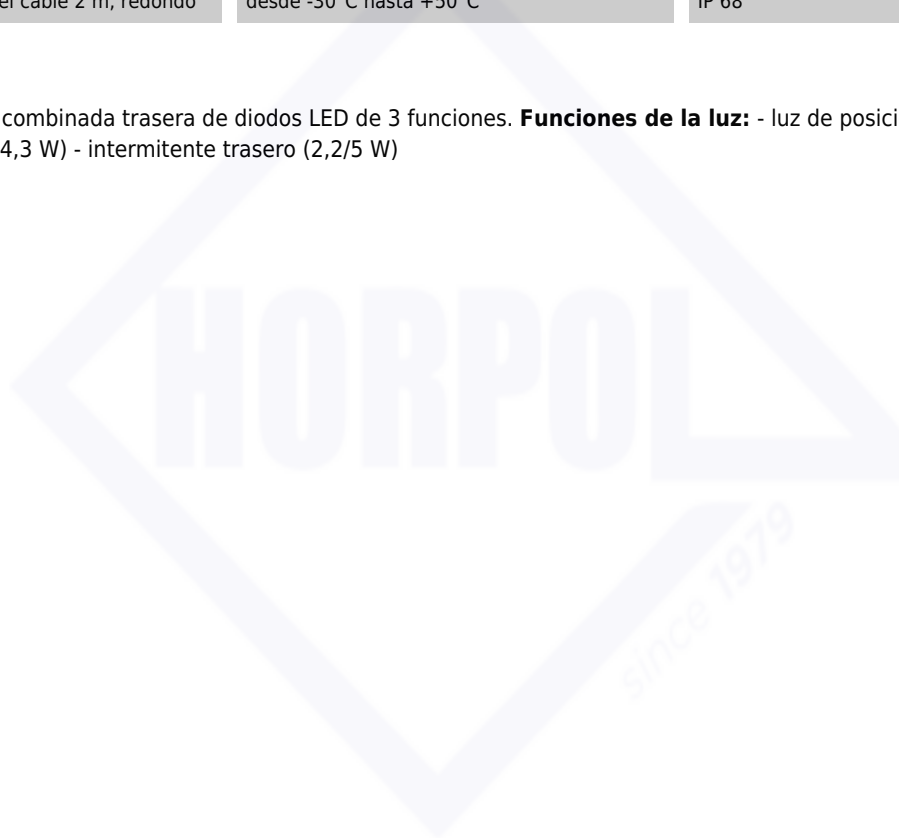 el cable 2 m, redondo
desde -30°C hasta +50°C
IP 68
combinada trasera de diodos LED de 3 funciones. Funciones de la luz: - luz de posici
4,3 W) - intermitente trasero (2,2/5 W)
HORPOL
since 1979